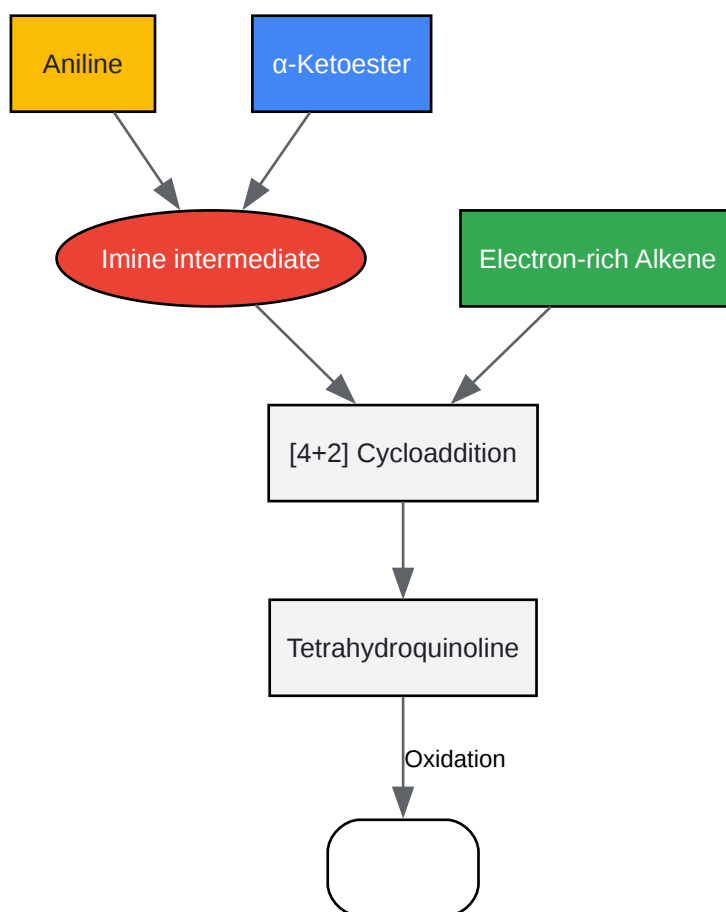 Aniline
α-Ketoester
Imine intermediate
Electron-rich Alkene
[4+2] Cycloaddition
Tetrahydroquinoline
Oxidation